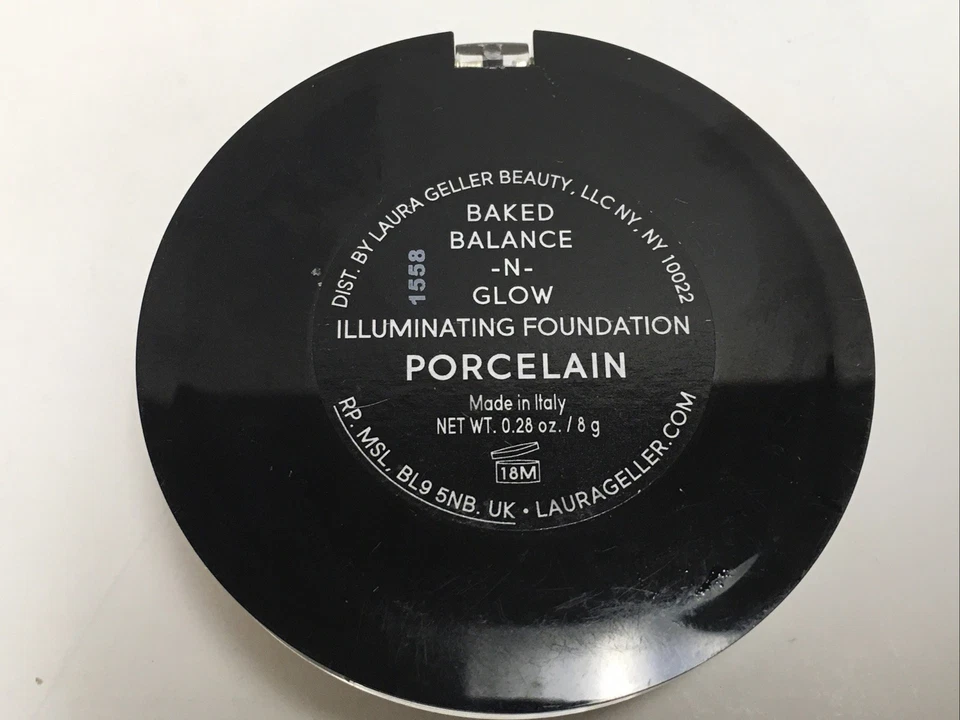 DIST. BY LAURA GELLER BEAUTY, LLC NY, NY 10022
1558
BAKED
BALANCE
-N-
GLOW
ILLUMINATING FOUNDATION
PORCELAIN
Made in Italy
NET WT. 0.28 oz. / 8 g
18M
RP. MSL, BL9 5NB. UK • LAURAGELLER.COM